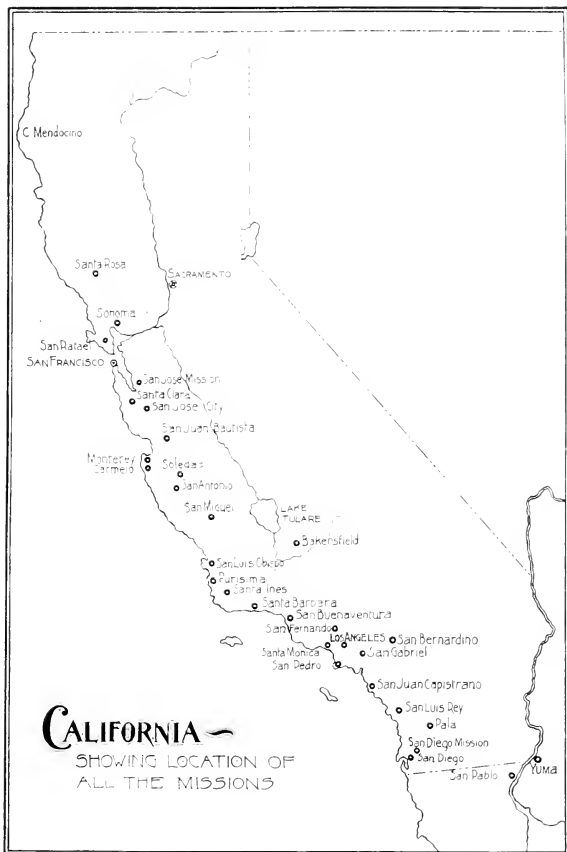 C. Mendocino
Santa Rosa
SACRAMENTO
Sonoma
San Rafael
SAN FRANCISCO
San Jose Mission
Santa Clara
San Jose City
San Juan Bautista
Monterey
Carmelo
Soledad
San Antonio
San Miguel
LAKE
TULARE
Bakersfield
San Luis Obispo
Purisima
Santa Ines
Santa Barbara
San Buenaventura
San Fernando
LOS ANGELES
San Bernardino
Santa Monica
San Gabriel
San Pedro
San Juan Capistrano
San Luis Rey
Pala
San Diego Mission
San Diego
San Pablo
YUMA
CALIFORNIA
SHOWING LOCATION OF
ALL THE MISSIONS